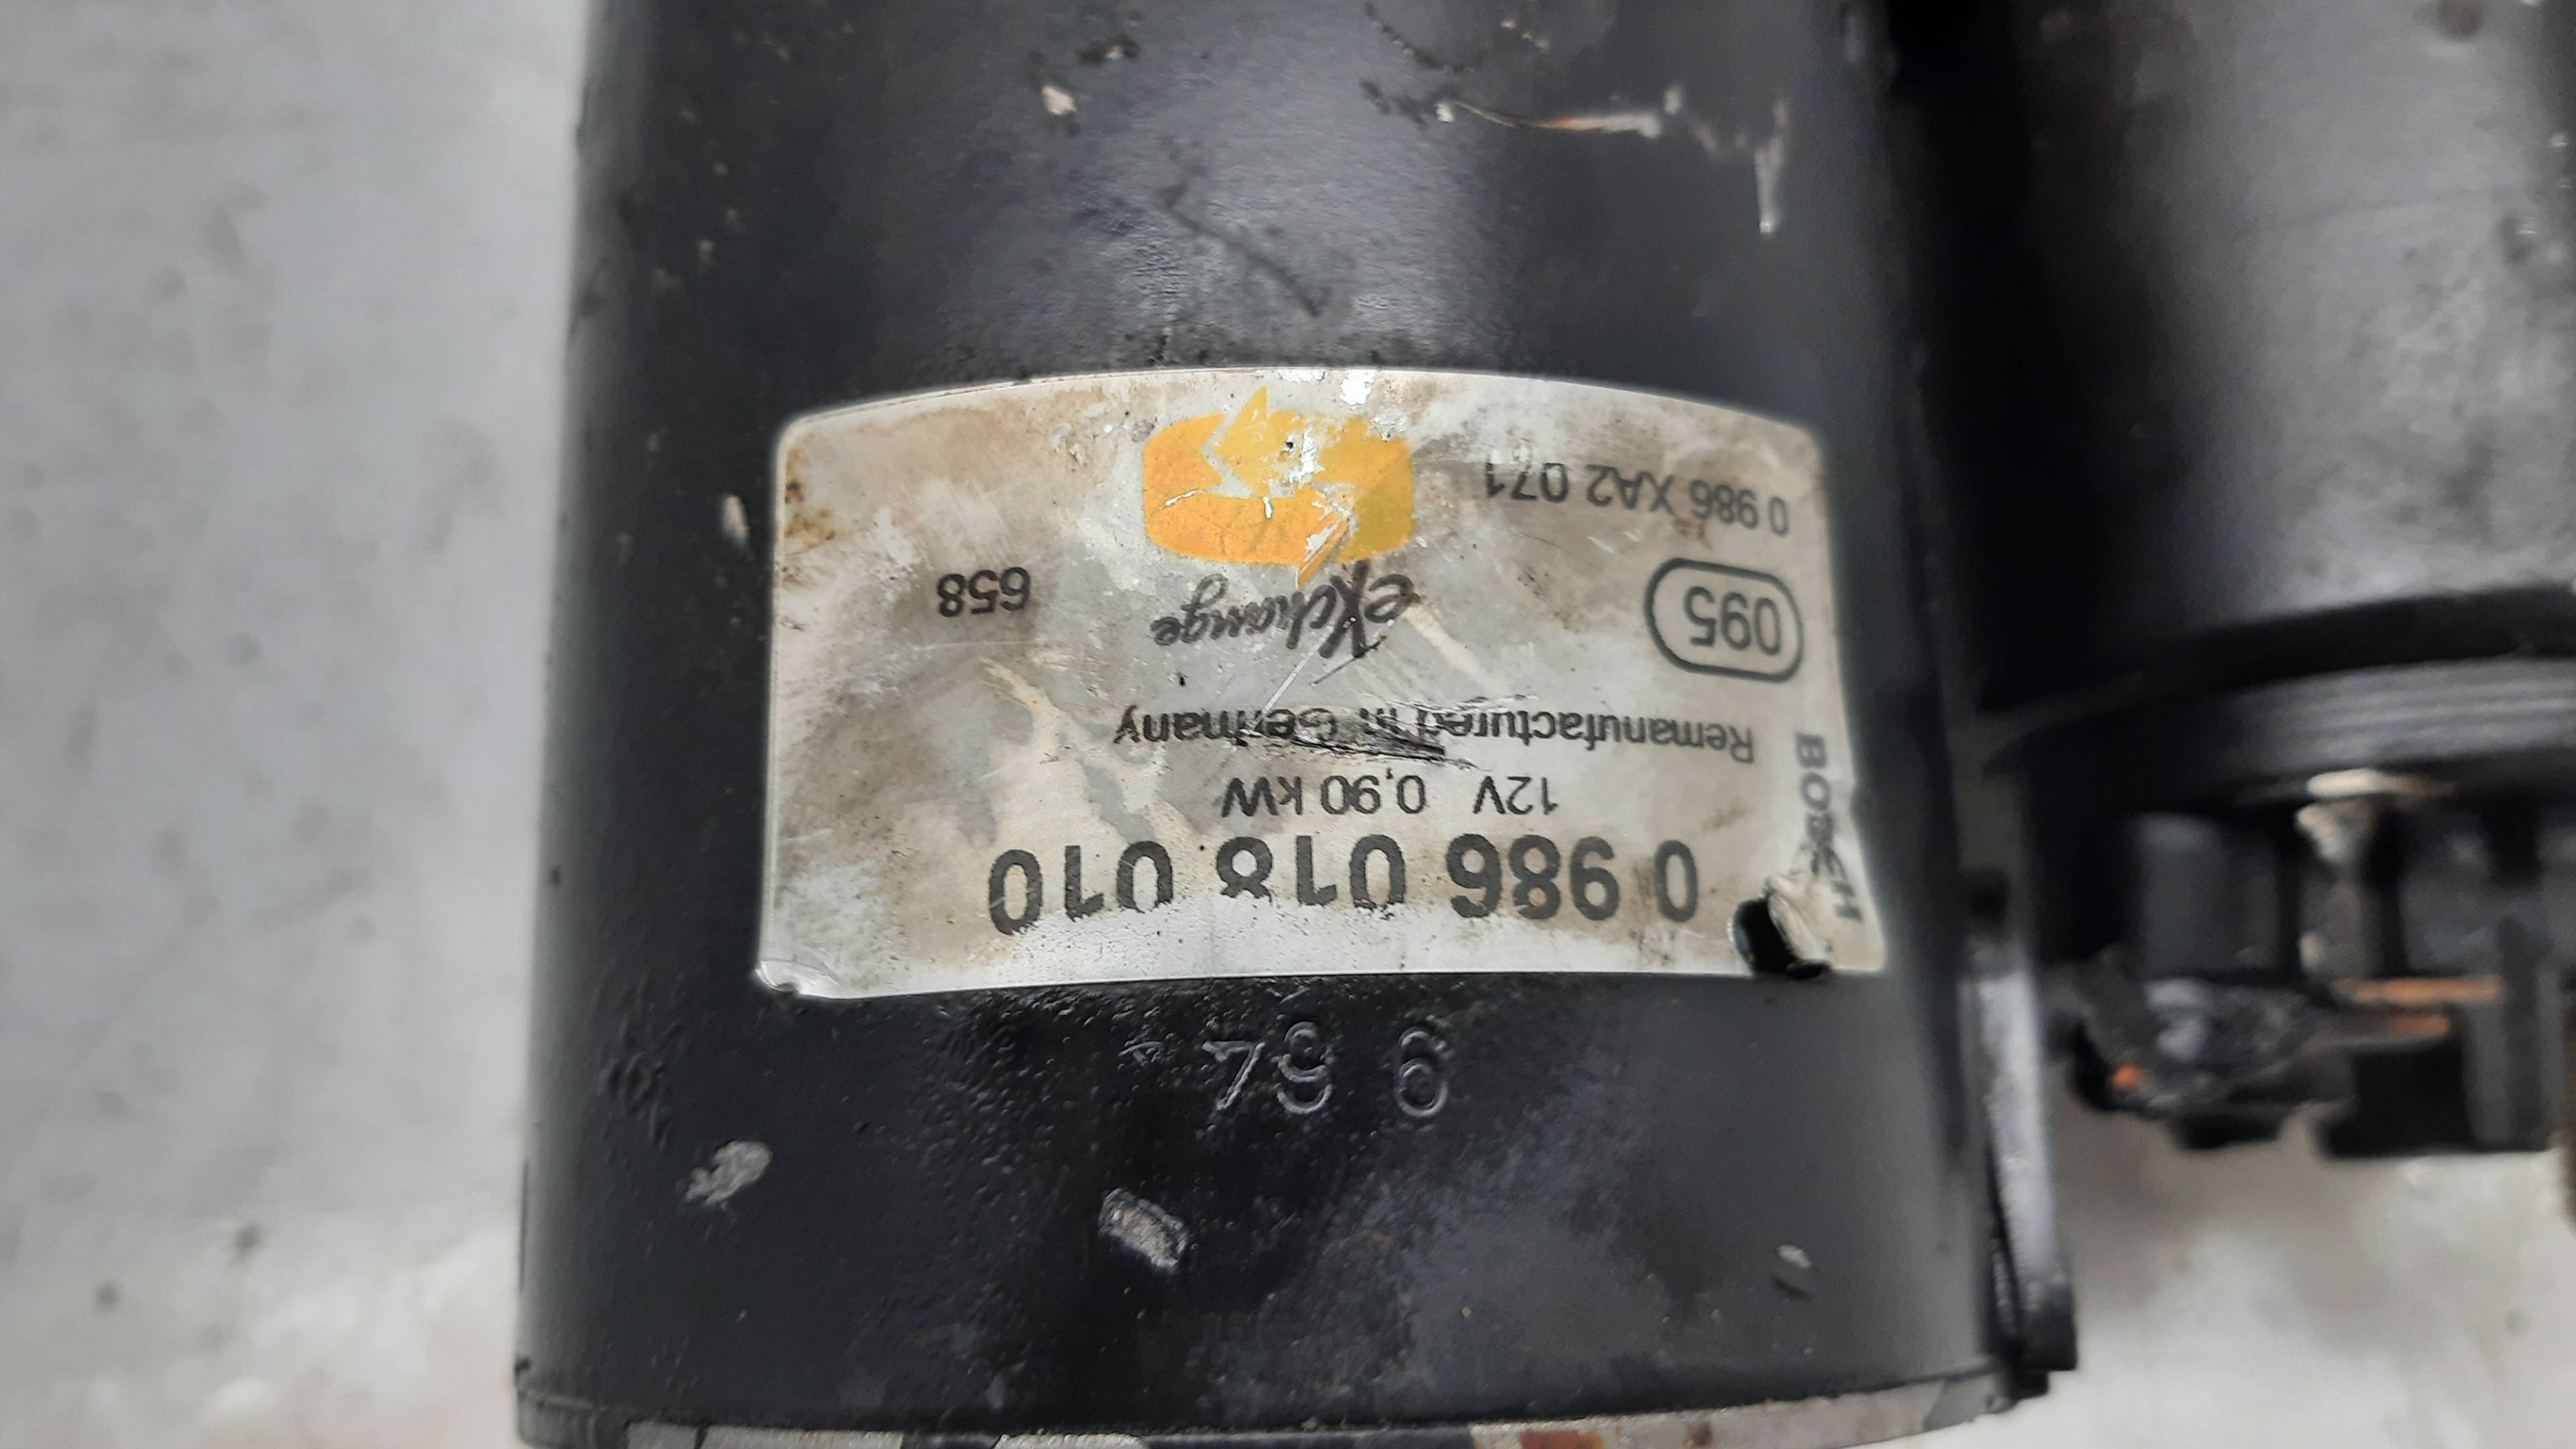 0 986 018 010
12V 0,90 kW
Remanufactured in Germany
BOSCH
095
eXchange
658
0 986 XA2 071